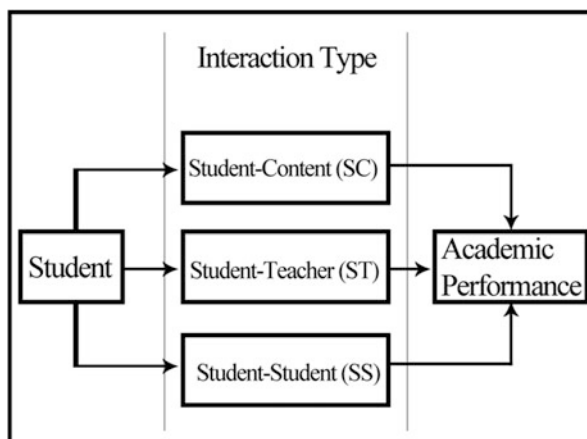 Interaction Type
Student-Content (SC)
Student
Student-Teacher (ST)
Academic
Performance
Student-Student (SS)